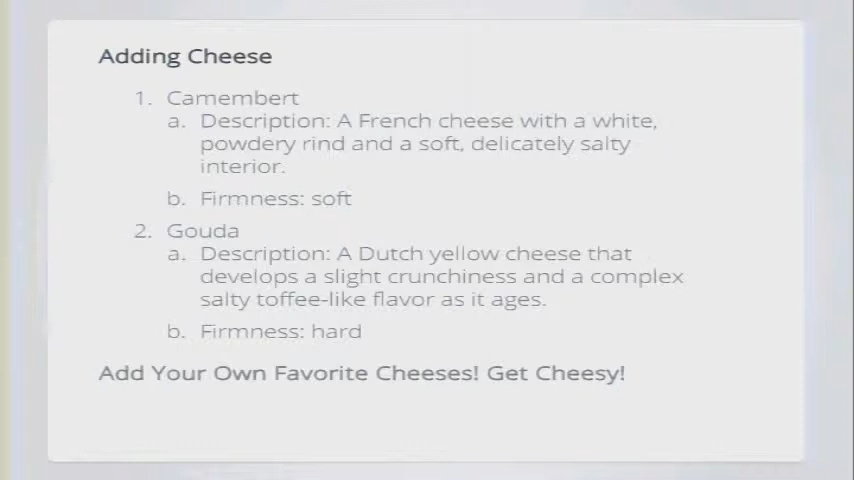 Adding Cheese
1. Camembert
a. Description: A French cheese with a white,
powdery rind and a soft, delicately salty
interior.
b. Firmness: soft
2. Gouda
a. Description: A Dutch yellow cheese that
develops a slight crunchiness and a complex
salty toffee-like flavor as it ages.
b. Firmness: hard
Add Your Own Favorite Cheeses! Get Cheesy!